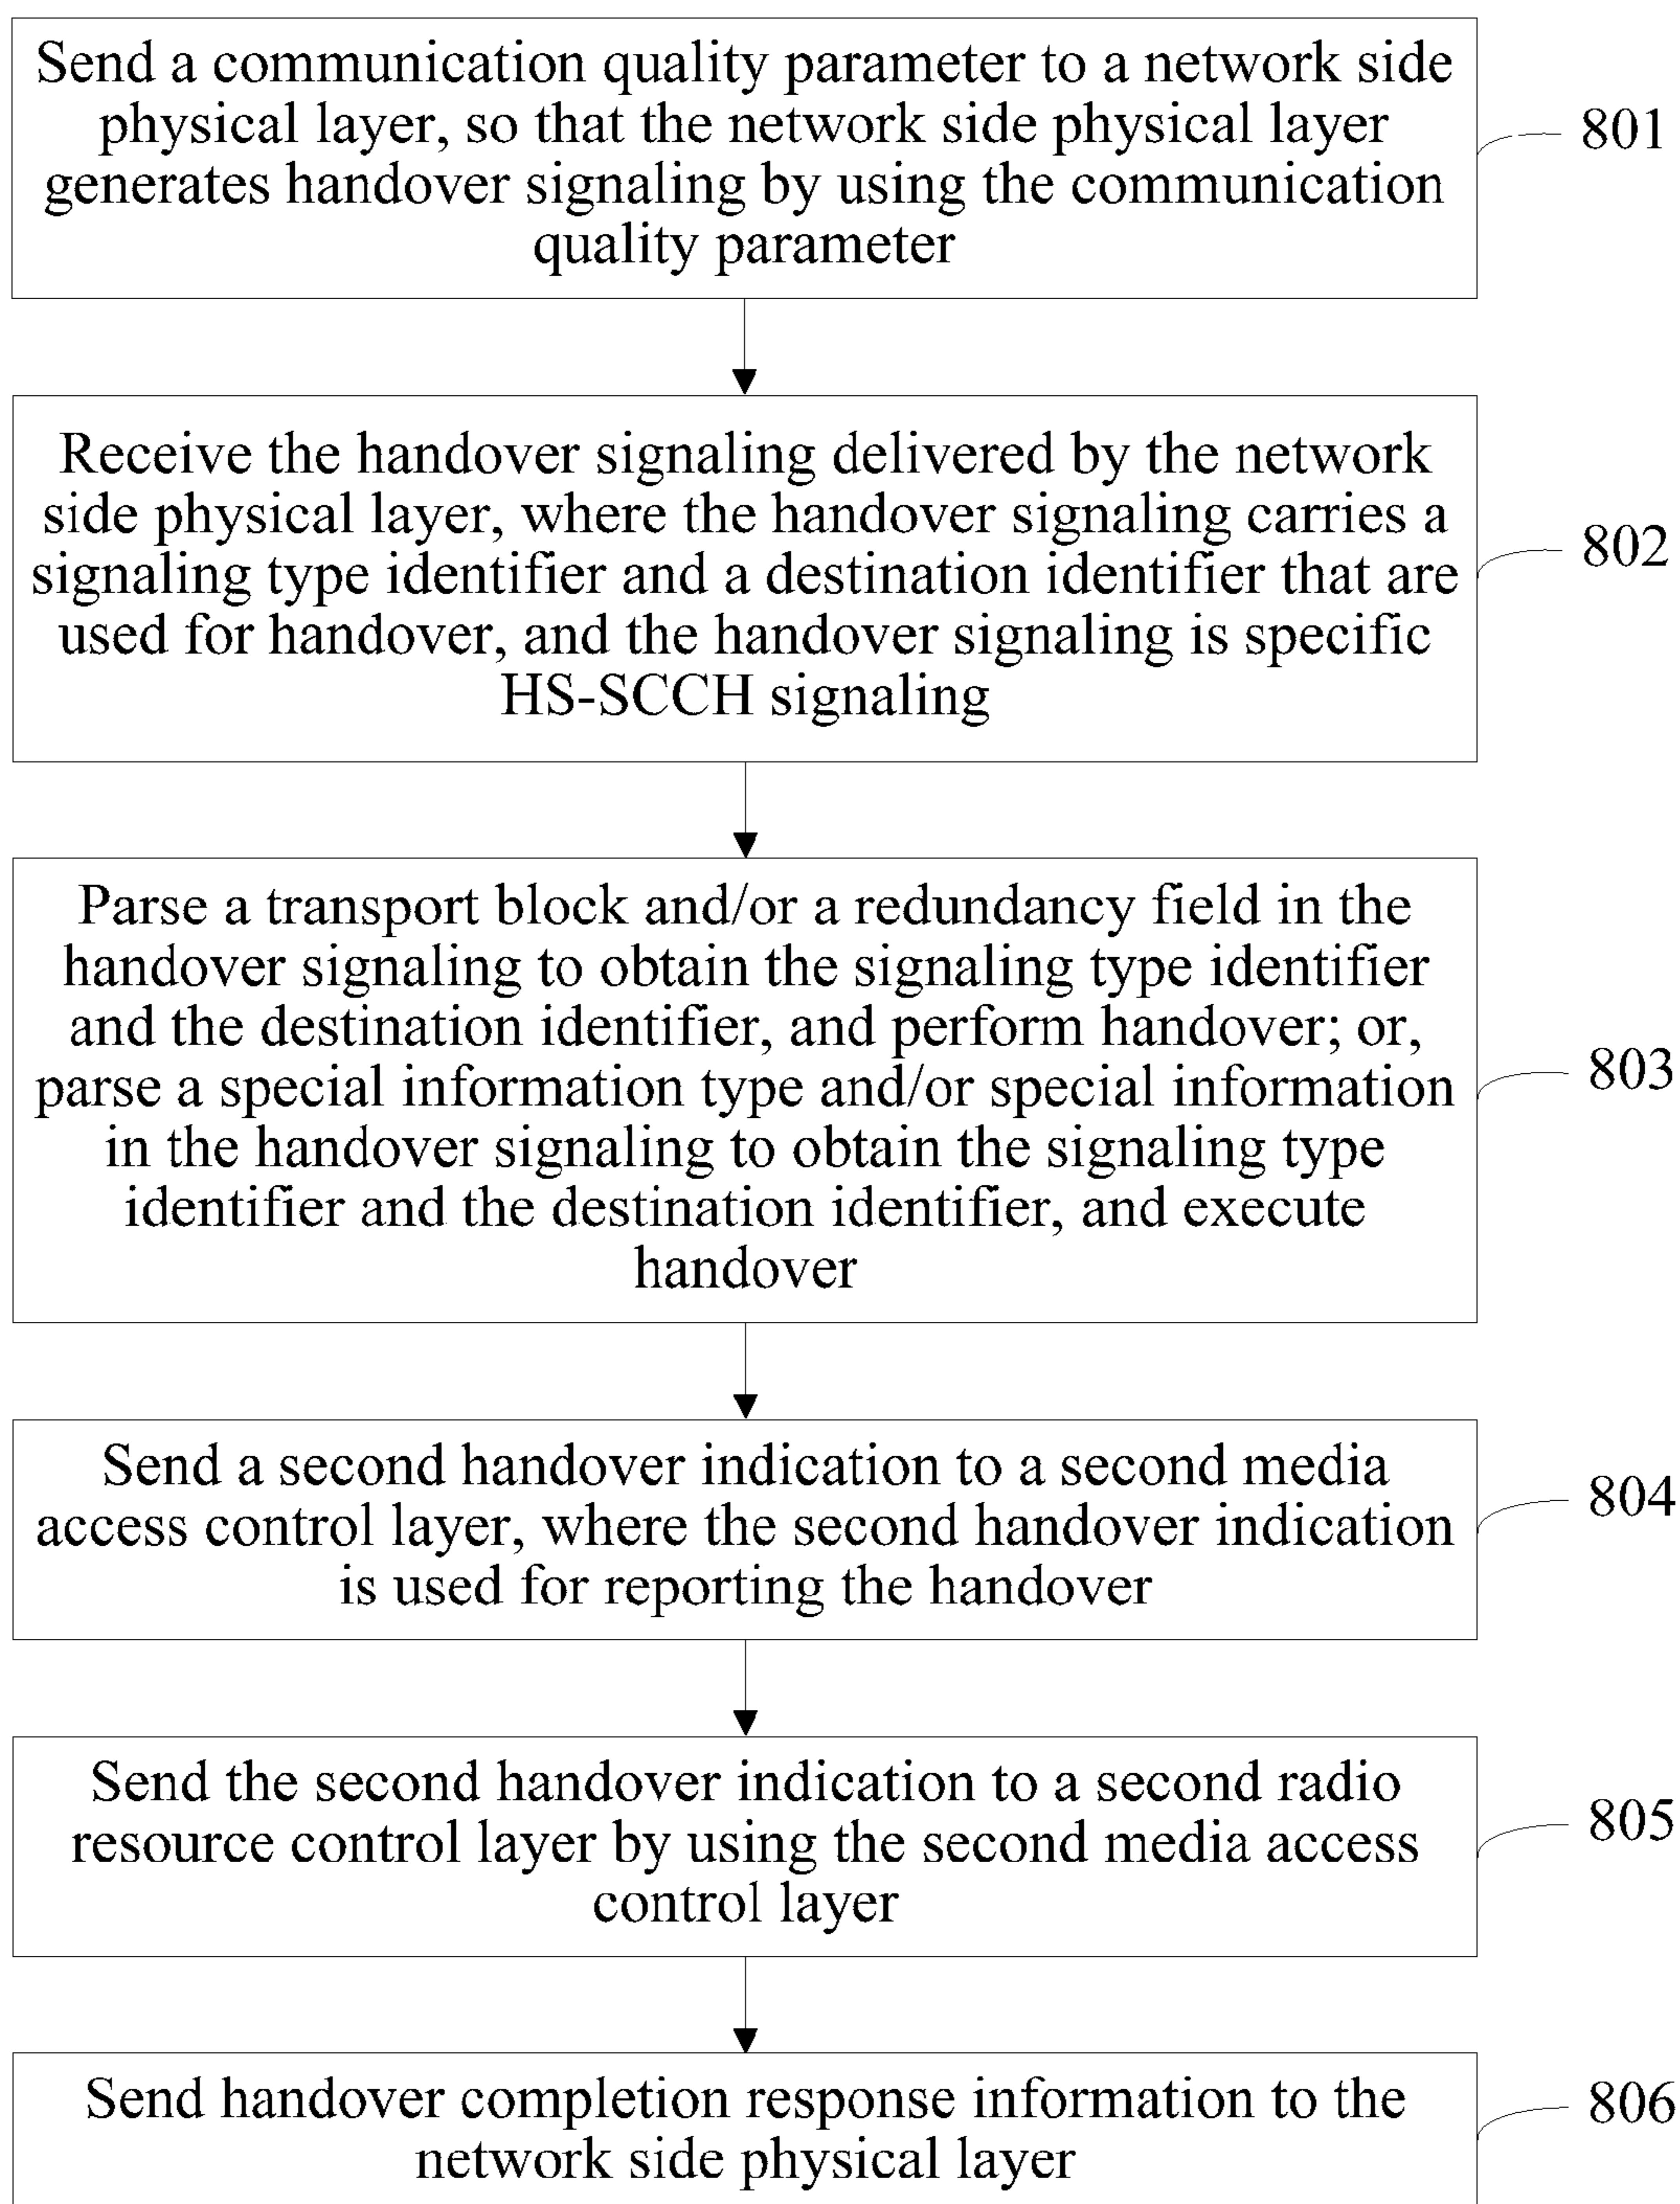 Send a communication quality parameter to a network side
physical layer, so that the network side physical layer
generates handover signaling by using the communication
quality parameter
801
Receive the handover signaling delivered by the network
side physical layer, where the handover signaling carries a
signaling type identifier and a destination identifier that are
used for handover, and the handover signaling is specific
HS-SCCH signaling
802
Parse a transport block and/or a redundancy field in the
handover signaling to obtain the signaling type identifier
and the destination identifier, and perform handover; or,
parse a special information type and/or special information
in the handover signaling to obtain the signaling type
identifier and the destination identifier, and execute
handover
803
Send a second handover indication to a second media
access control layer, where the second handover indication
is used for reporting the handover
804
Send the second handover indication to a second radio
resource control layer by using the second media access
control layer
805
Send handover completion response information to the
network side physical layer
806